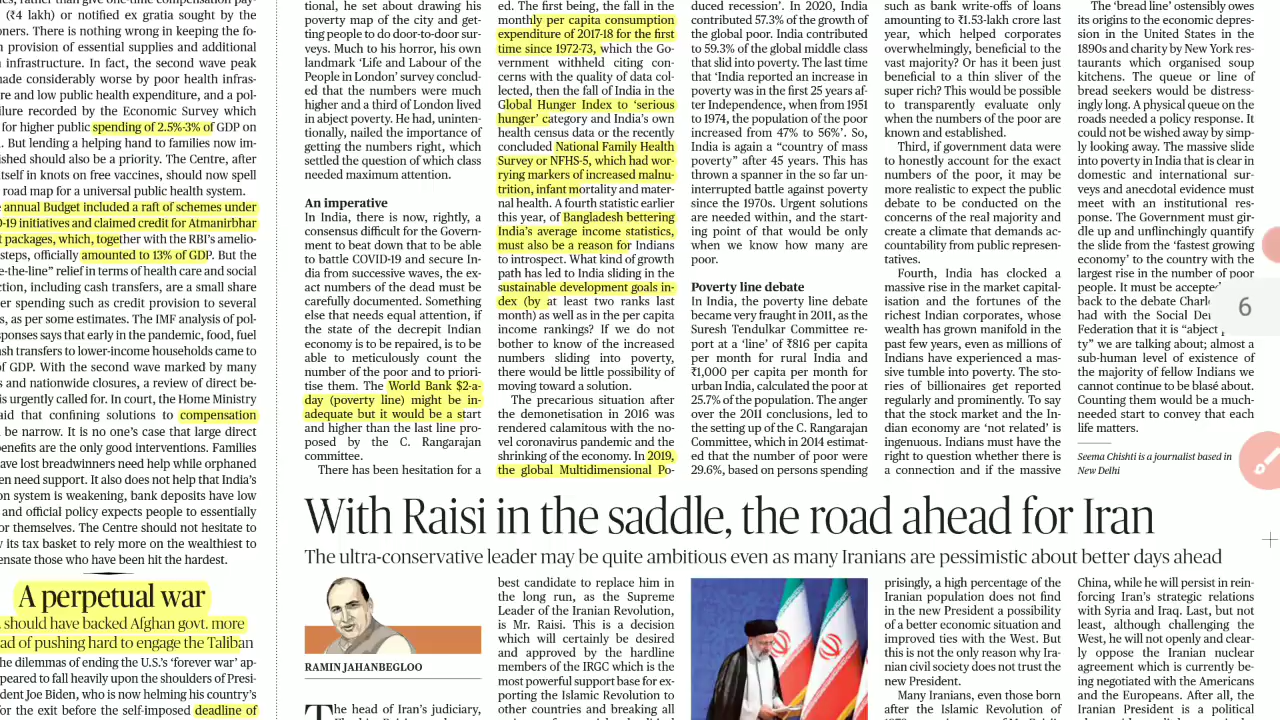 (₹4 lakh) or notified ex gratia sought by the
There is nothing wrong in keeping the fo-
provision of essential supplies and additional
infrastructure. In fact, the second wave peak
made considerably worse by poor health infras-
and low public health expenditure, and a pol-
recorded by the Economic Survey which
for higher public spending of 2.5%-3% of GDP on
But lending a helping hand to families now im-
should also be a priority. The Centre, after
itself in knots on free vaccines, should now spell
road map for a universal public health system.
annual Budget included a raft of schemes under
initiatives and claimed credit for Atmanirbhar
packages, which, together with the RBI's amelio-
steps, officially amounted to 13% of GDP. But the
relief in terms of health care and social
including cash transfers, are a small share
spending such as credit provision to several
as per some estimates. The IMF analysis of pol-
says that early in the pandemic, food, fuel
transfers to lower-income households came to
of GDP. With the second wave marked by many
and nationwide closures, a review of direct be-
is urgently called for. In court, the Home Ministry
said that confining solutions to compensation
be narrow. It is no one's case that large direct
benefits are the only good interventions. Families
have lost breadwinners need help while orphaned
need support. It also does not help that India's
system is weakening, bank deposits have low
and official policy expects people to essentially
for themselves. The Centre should not hesitate to
its tax basket to rely more on the wealthiest to
those who have been hit the hardest.
A perpetual war
should have backed Afghan govt. more
of pushing hard to engage the Taliban
dilemmas of ending the U.S.'s 'forever war' ap-
peared to fall heavily upon the shoulders of Presi-
dent Joe Biden, who is now helming his country's
for the exit before the self-imposed deadline of
tional, he set about drawing his
poverty map of the city and get-
ting people to do door-to-door sur-
veys. Much to his horror, his own
landmark 'Life and Labour of the
People in London' survey conclud-
ed that the numbers were much
higher and a third of London lived
in abject poverty. He had, uninten-
tionally, nailed the importance of
getting the numbers right, which
settled the question of which class
needed maximum attention.
An imperative
In India, there is now, rightly, a
consensus difficult for the Govern-
ment to beat down that to be able
to battle COVID-19 and secure In-
dia from successive waves, the ex-
act numbers of the dead must be
carefully documented. Something
else that needs equal attention, if
the state of the decrepit Indian
economy is to be repaired, is to be
able to meticulously count the
number of the poor and to priori-
tise them. The World Bank $2-a-
day (poverty line) might be in-
adequate but it would be a start
and higher than the last line pro-
posed by the C. Rangarajan
committee.
There has been hesitation for a
ed. The first being, the fall in the
monthly per capita consumption
expenditure of 2017-18 for the first
time since 1972-73, which the Go-
vernment withheld citing con-
cerns with the quality of data col-
lected, then the fall of India in the
Global Hunger Index to 'serious
hunger' category and India's own
health census data or the recently
concluded National Family Health
Survey or NFHS-5, which had wor-
rying markers of increased malnu-
trition, infant mortality and mater-
nal health. A fourth statistic earlier
this year, of Bangladesh bettering
India's average income statistics,
must also be a reason for Indians
to introspect. What kind of growth
path has led to India sliding in the
sustainable development goals in-
dex (by at least two ranks last
month) as well as in the per capita
income rankings? If we do not
bother to know of the increased
numbers sliding into poverty,
there would be little possibility of
moving toward a solution.
The precarious situation after
the demonetisation in 2016 was
rendered calamitous with the no-
vel coronavirus pandemic and the
shrinking of the economy. In 2019,
the global Multidimensional Po-
duted recession'. In 2020, India
contributed 57.3% of the growth of
the global poor. India contributed
to 59.3% of the global middle class
that slid into poverty. The last time
that 'India reported an increase in
poverty was in the first 25 years af-
ter Independence, when from 1951
to 1974, the population of the poor
increased from 47% to 56%'. So,
India is again a "country of mass
poverty" after 45 years. This has
thrown a spanner in the so far un-
interrupted battle against poverty
since the 1970s. Urgent solutions
are needed within, and the start-
ing point of that would be only
when we know how many are
poor.
Poverty line debate
In India, the poverty line debate
became very fraught in 2011, as the
Suresh Tendulkar Committee re-
port at a 'line' of ₹816 per capita
per month for rural India and
₹1,000 per capita per month for
urban India, calculated the poor at
25.7% of the population. The anger
over the 2011 conclusions, led to
the setting up of the C. Rangarajan
Committee, which in 2014 estimat-
ed that the number of poor were
29.6%, based on persons spending
such as bank write-offs of loans
amounting to ₹1.53-lakh crore last
year, which helped corporates
overwhelmingly, beneficial to the
vast majority? Or has it been just
beneficial to a thin sliver of the
super rich? This would be possible
to transparently evaluate only
when the numbers of the poor are
known and established.
Third, if government data were
to honestly account for the exact
numbers of the poor, it may be
more realistic to expect the public
debate to be conducted on the
concerns of the real majority and
create a climate that demands ac-
countability from public represen-
tatives.
Fourth, India has clocked a
massive rise in the market capital-
isation and the fortunes of the
richest Indian corporates, whose
wealth has grown manifold in the
past few years, even as millions of
Indians have experienced a mas-
sive tumble into poverty. The sto-
ries of billionaires get reported
regularly and prominently. To say
that the stock market and the In-
dian economy are 'not related' is
ingenious. Indians must have the
right to question whether there is
a connection and if the massive
The 'bread line' ostensibly owes
its origins to the economic depres-
sion in the United States in the
1890s and charity by New York res-
taurants which organised soup
kitchens. The queue or line of
bread seekers would be distress-
ingly long. A physical queue on the
roads needed a policy response. It
could not be wished away by simp-
ly looking away. The massive slide
into poverty in India that is clear in
domestic and international sur-
veys and anecdotal evidence must
meet with an institutional res-
ponse. The Government must gir-
dle up and unflinchingly quantify
the slide from the 'fastest growing
economy' to the country with the
largest rise in the number of poor
people. It must be accepted
back to the debate
had with the Social
Federation that it is "abject
ty" we are talking about; almost a
sub-human level of existence of
the majority of fellow Indians we
cannot continue to be blasé about.
Counting them would be a much-
needed start to convey that each
life matters.
Seema Chishti is a journalist based in
New Delhi
6
With Raisi in the saddle, the road ahead for Iran
The ultra-conservative leader may be quite ambitious even as many Iranians are pessimistic about better days ahead
RAMIN JAHANBEGLOO
The head of Iran's judiciary,
best candidate to replace him in
the long run, as the Supreme
Leader of the Iranian Revolution,
is Mr. Raisi. This is a decision
which will certainly be desired
and approved by the hardline
members of the IRGC which is the
most powerful support base for ex-
porting the Islamic Revolution to
other countries and breaking all
prisingly, a high percentage of the
Iranian population does not find
in the new President a possibility
of a better economic situation and
improved ties with the West. But
this is not the only reason why Ira-
nian civil society does not trust the
new President.
Many Iranians, even those born
after the Islamic Revolution of
China, while he will persist in rein-
forcing Iran's strategic relations
with Syria and Iraq. Last, but not
least, although challenging the
West, he will not openly and clear-
ly oppose the Iranian nuclear
agreement which is currently be-
ing negotiated with the Americans
and the Europeans. After all, the
Iranian President is a political